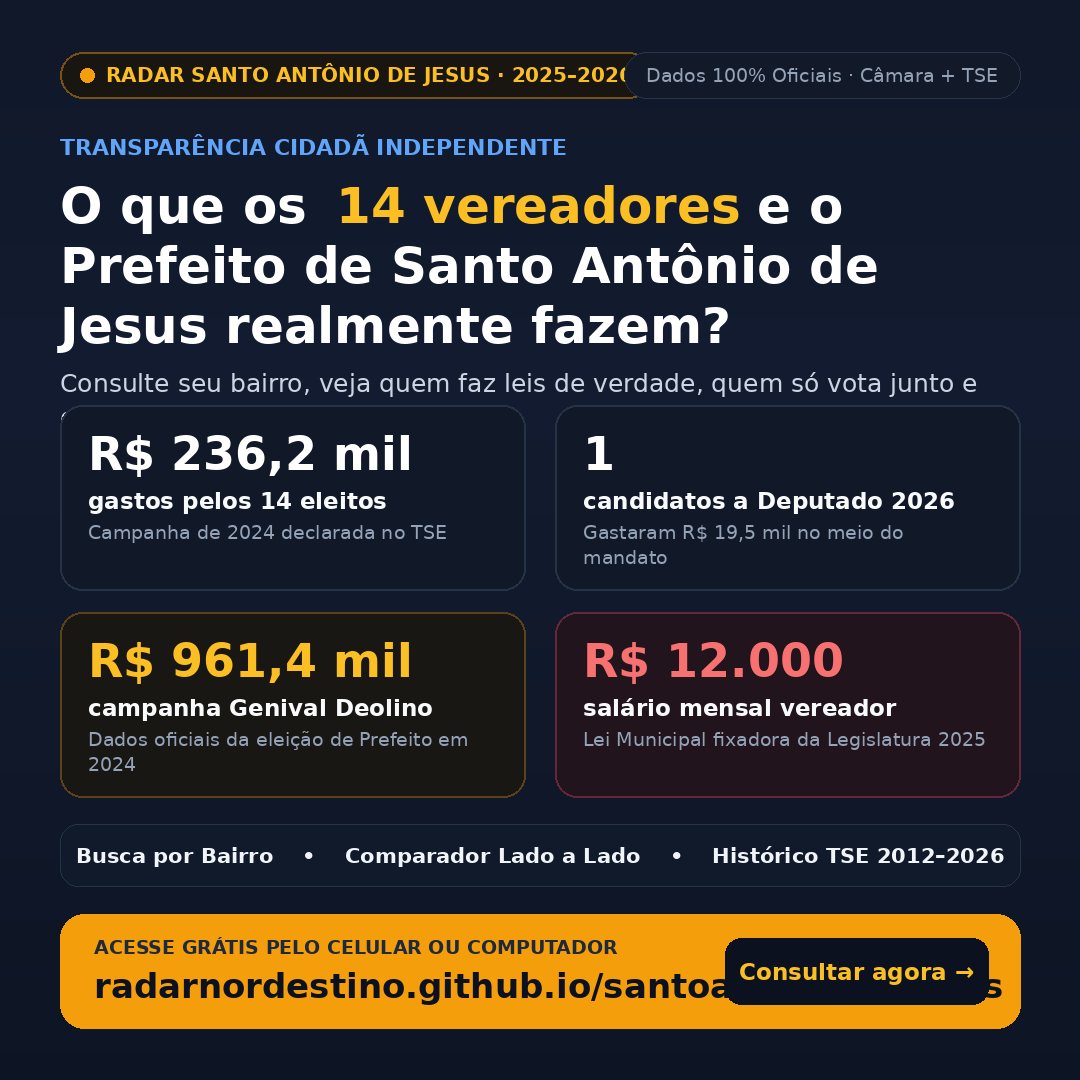 RADAR SANTO ANTÔNIO DE JESUS · 2025–202
Dados 100% Oficiais · Câmara + TSE
TRANSPARÊNCIA CIDADÃ INDEPENDENTE
O que os 14 vereadores e o
Prefeito de Santo Antônio de
Jesus realmente fazem?
Consulte seu bairro, veja quem faz leis de verdade, quem só vota junto e
R$ 236,2 mil
gastos pelos 14 eleitos
Campanha de 2024 declarada no TSE
1
candidatos a Deputado 2026
Gastaram R$ 19,5 mil no meio do
mandato
R$ 961,4 mil
campanha Genival Deolino
Dados oficiais da eleição de Prefeito em
2024
R$ 12.000
salário mensal vereador
Lei Municipal fixadora da Legislatura 2025
Busca por Bairro • Comparador Lado a Lado • Histórico TSE 2012–2026
ACESSE GRÁTIS PELO CELULAR OU COMPUTADOR
radarnordestino.github.io/santoa
Consultar agora →
s